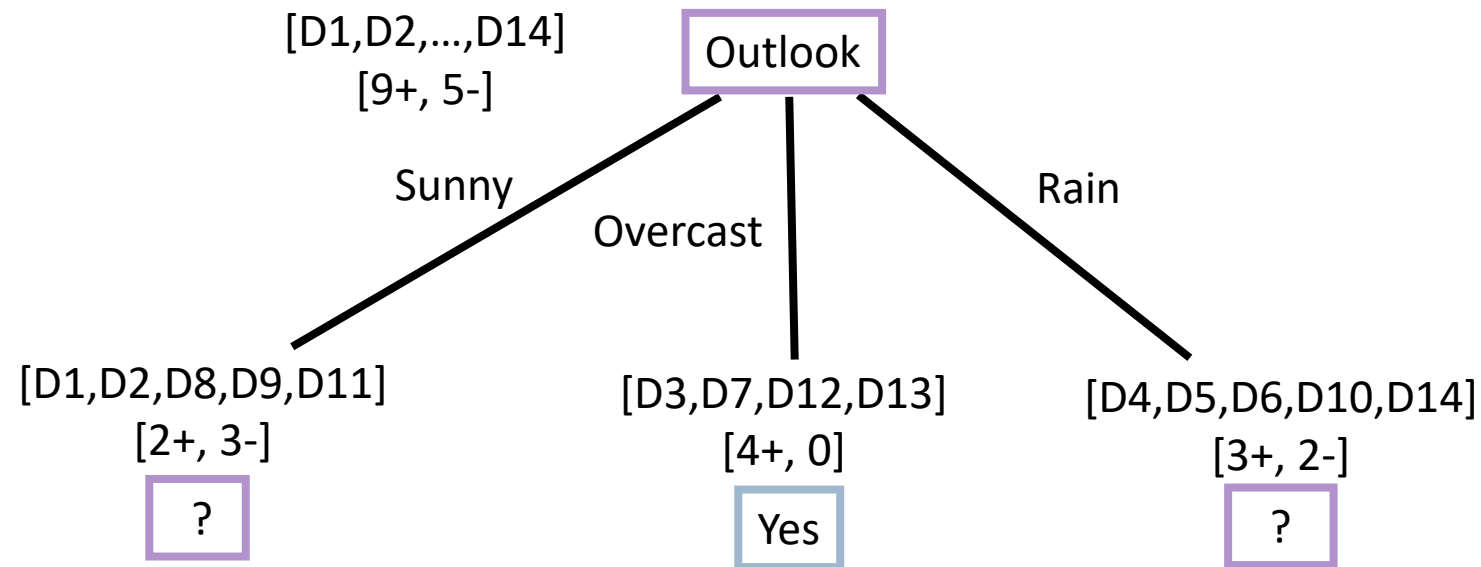 [D1,D2,...,D14]
[9+, 5-]
Outlook
Sunny
Overcast
Rain
[D1,D2,D8,D9,D11]
[2+, 3-]
?
[D3,D7,D12,D13]
[4+, 0]
Yes
[D4,D5,D6,D10,D14]
[3+, 2-]
?